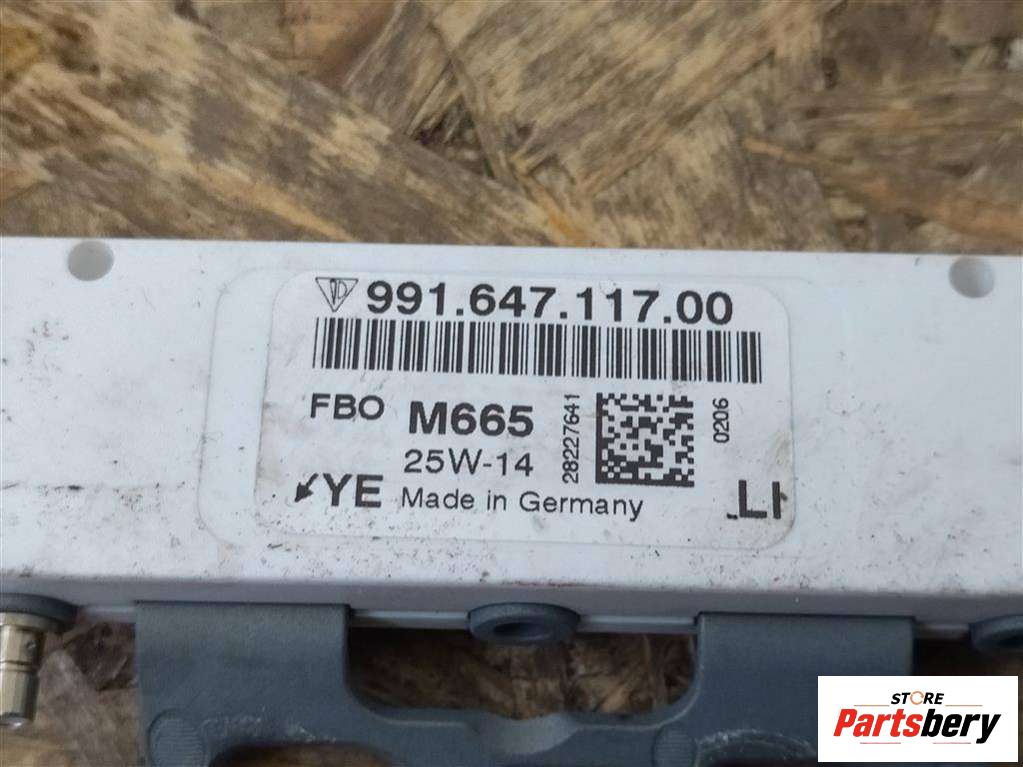 991.647.117.00
FBO M665
25W-14
YE Made in Germany
28227641
0206
LI
STORE
Partsbery